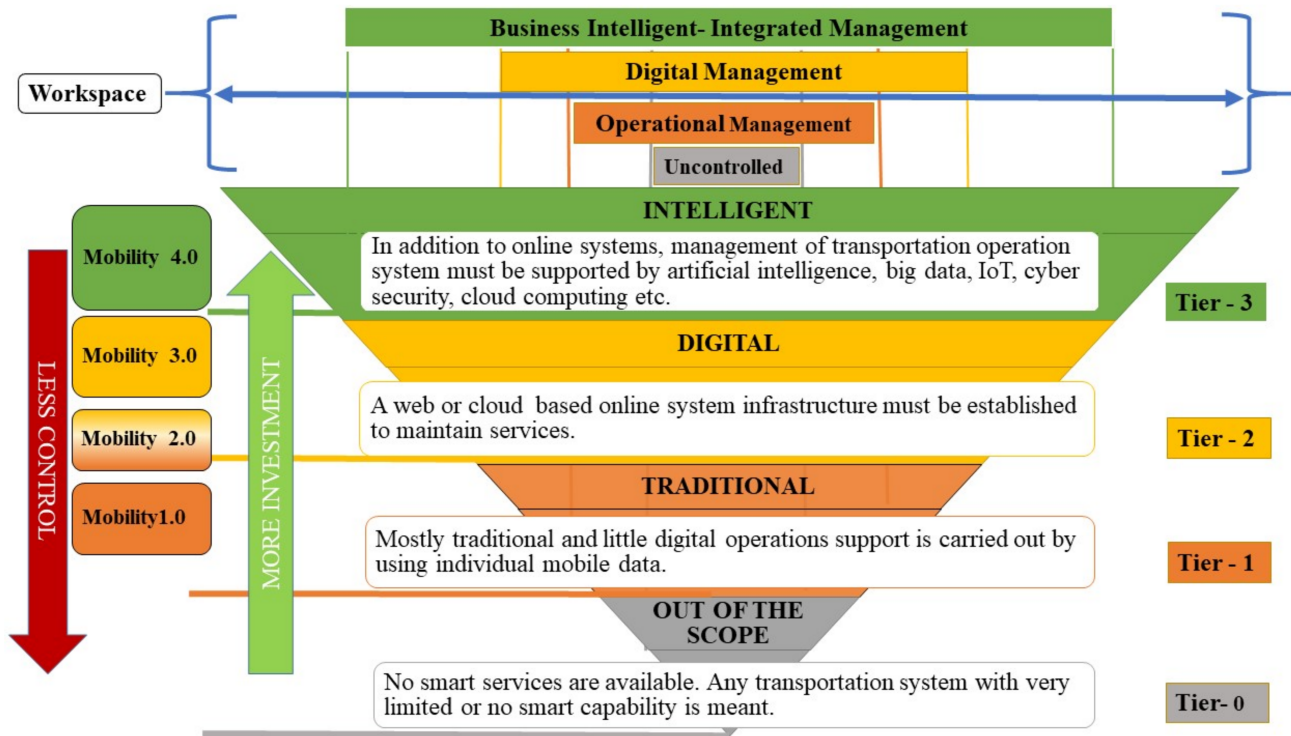 Business Intelligent- Integrated Management
Digital Management
Workspace
Operational Management
Uncontrolled
INTELLIGENT
In addition to online systems, management of transportation operation
system must be supported by artificial intelligence, big data, IoT, cyber
security, cloud computing etc.
Mobility 4.0
Tier - 3
DIGITAL
Mobility 3.0
A web or cloud based online system infrastructure must be established
to maintain services.
Mobility 2.0
Tier - 2
TRADITIONAL
Mobility1.0
Mostly traditional and little digital operations support is carried out by
using individual mobile data.
Tier - 1
OUT OF THE
SCOPE
No smart services are available. Any transportation system with very
limited or no smart capability is meant.
Tier- 0
LESS CONTROL
MORE INVESTMENT